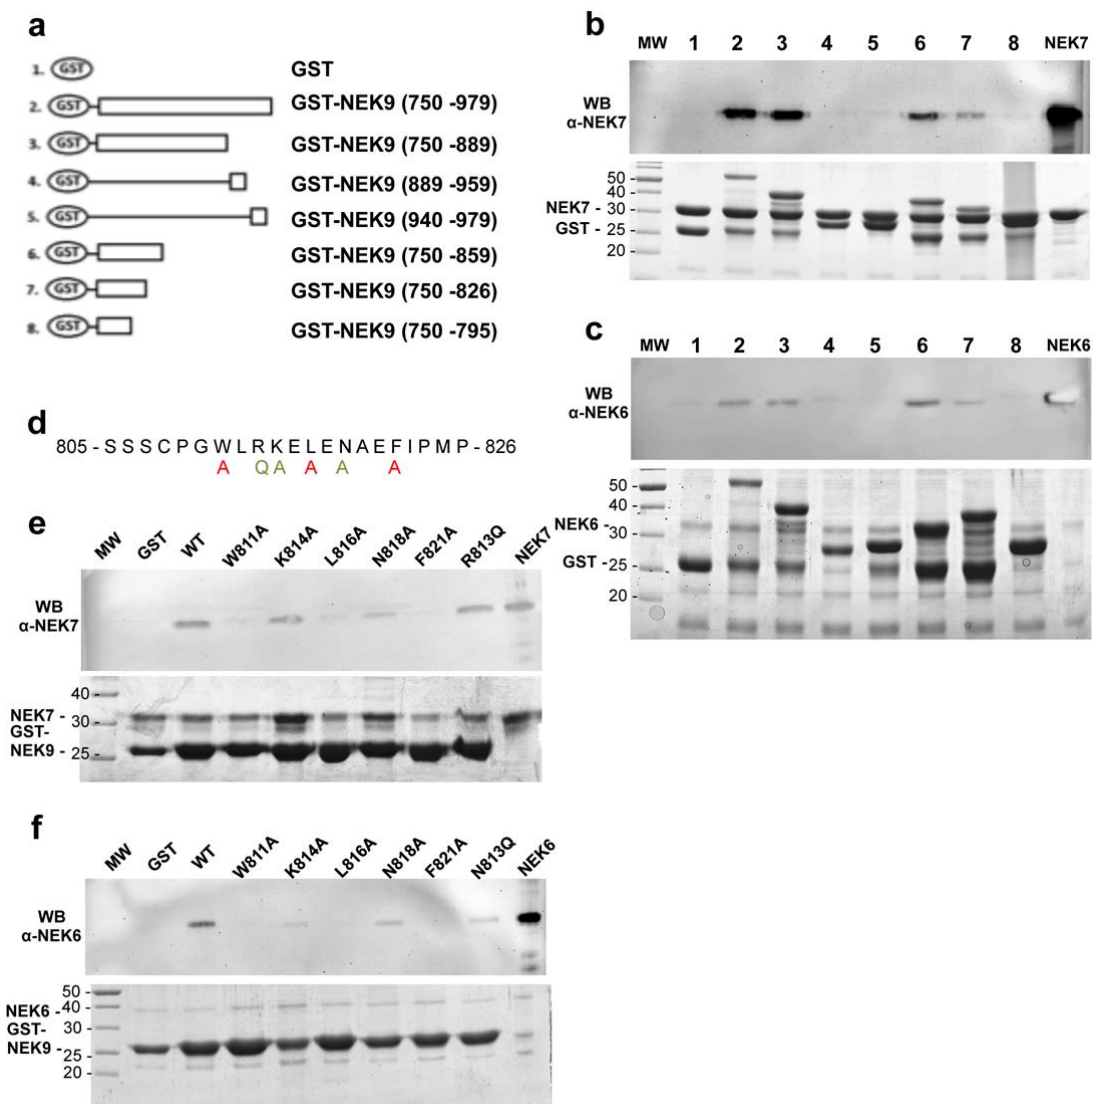 a
1. GST GST
2. GST GST-NEK9 (750 -979)
3. GST GST-NEK9 (750 -889)
4. GST GST-NEK9 (889 -959)
5. GST GST-NEK9 (940 -979)
6. GST GST-NEK9 (750 -859)
7. GST GST-NEK9 (750 -826)
8. GST GST-NEK9 (750 -795)
b
MW 1 2 3 4 5 6 7 8 NEK7
WB
α-NEK7
50 -
40 -
NEK7 - 30 -
GST - 25 -
20 -
c
MW 1 2 3 4 5 6 7 8 NEK6
WB
α-NEK6
50 -
40 -
NEK6 -
30 -
GST - 25 -
20 -
d
805 - S S S C P G W L R K E L E N A E F I P M P - 826
A Q A A A A
e
MW GST WT W811A K814A L816A N818A F821A R813Q NEK7
WB
α-NEK7
40 -
NEK7 - 30 -
GST-
NEK9 - 25 -
f
MW GST WT W811A K814A L816A N818A F821A N813Q NEK6
WB
α-NEK6
50 -
NEK6 - 40 -
GST- 30 -
NEK9 - 25 -
20 -